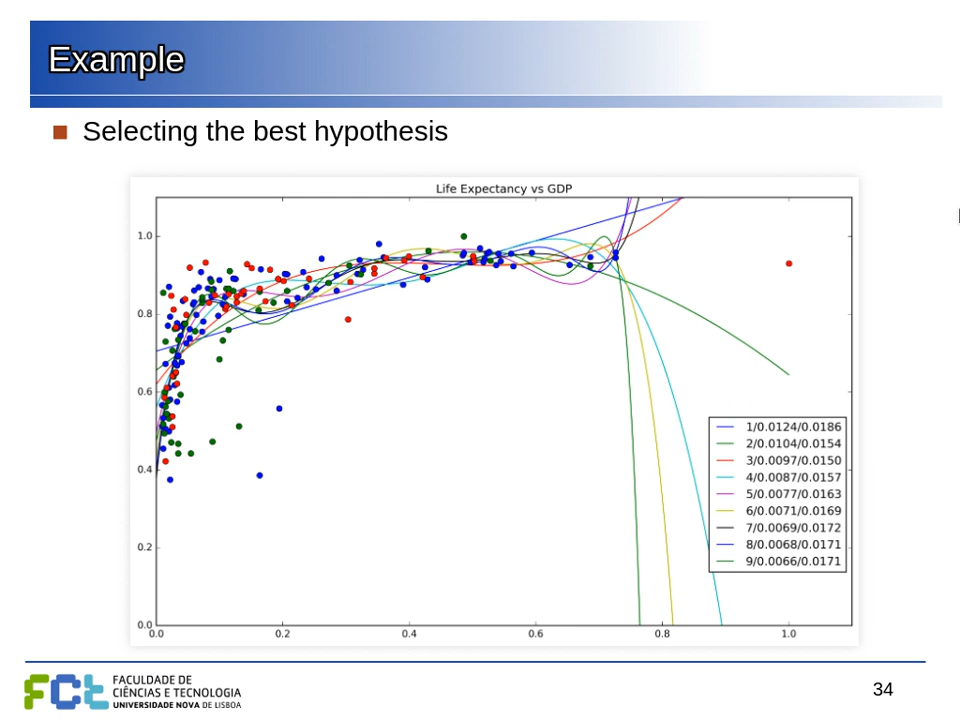 Example
Selecting the best hypothesis
Life Expectancy vs GDP
1.0
0.8
0.6
0.4
0.2
0.0
0.0 0.2 0.4 0.6 0.8 1.0
1/0.0124/0.0186
2/0.0104/0.0154
3/0.0097/0.0150
4/0.0087/0.0157
5/0.0077/0.0163
6/0.0071/0.0169
7/0.0069/0.0172
8/0.0068/0.0171
9/0.0066/0.0171
FCt
FACULDADE DE
CIÊNCIAS E TECNOLOGIA
UNIVERSIDADE NOVA DE LISBOA
34